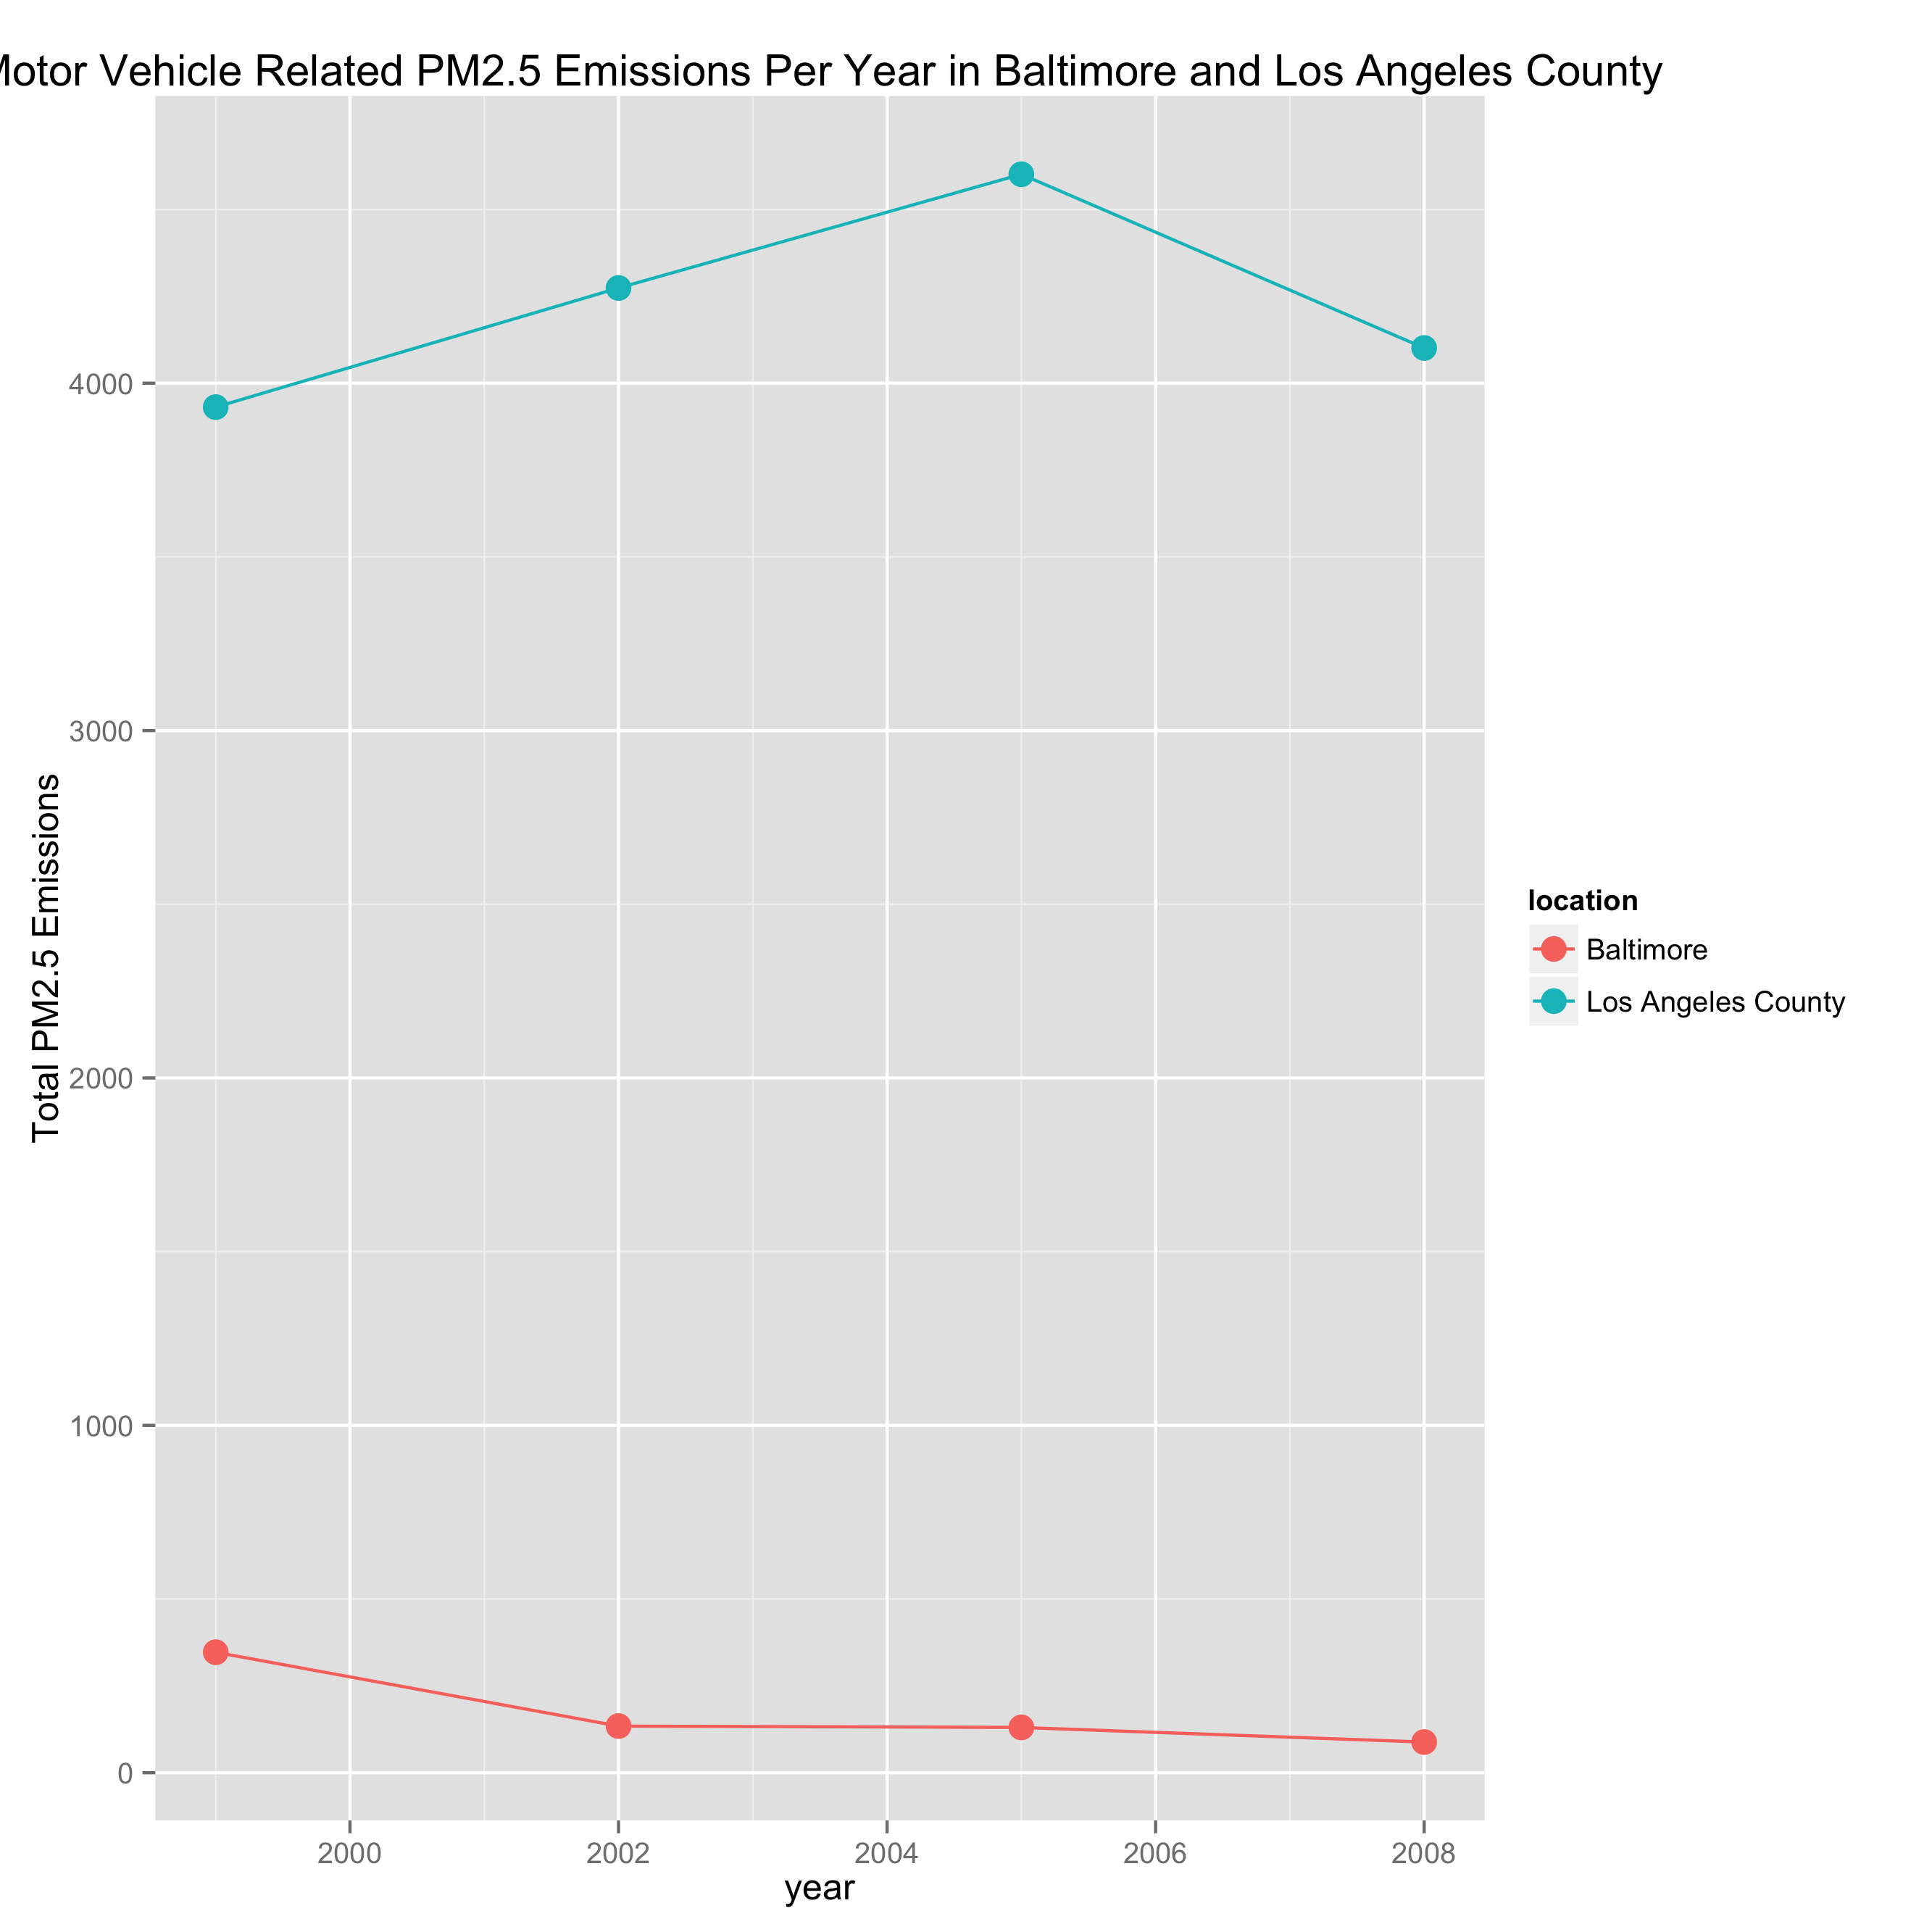 Motor Vehicle Related PM2.5 Emissions Per Year in Baltimore and Los Angeles County
Total PM2.5 Emissions
4000
3000
2000
1000
0
2000 2002 2004 2006 2008
year
location
Baltimore
Los Angeles County